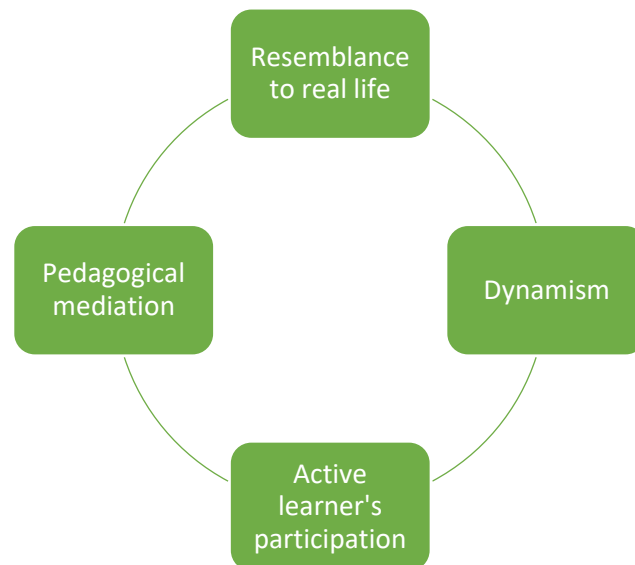 Resemblance
to real life
Pedagogical
mediation
Dynamism
Active
learner's
participation